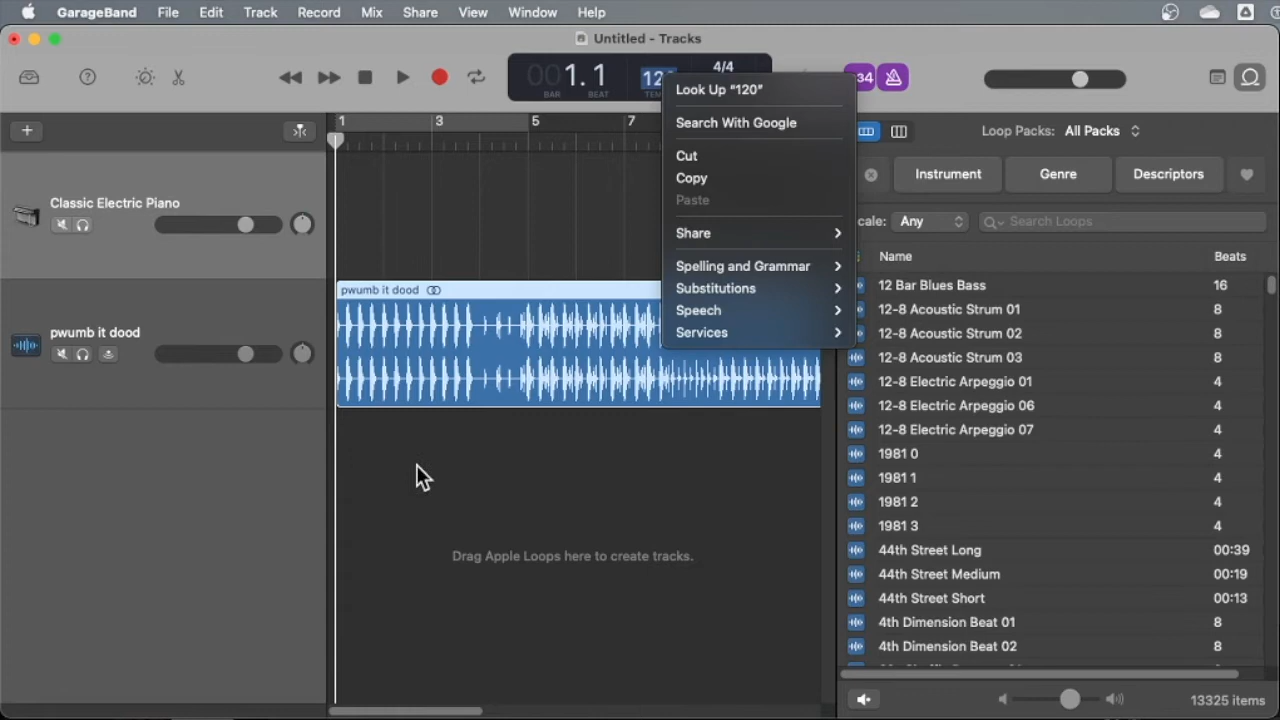 GarageBand File Edit Track Record Mix Share View Window Help
Untitled - Tracks
001.1
BAR BEAT
4/4
34
1 3 5 7
Look Up “120”
Search With Google
Cut
Copy
Paste
Share
Spelling and Grammar
Substitutions
Speech
Services
Classic Electric Piano
pwumb it dood
pwumb it dood
Drag Apple Loops here to create tracks.
Loop Packs: All Packs
Instrument Genre Descriptors
cale: Any Search Loops
Name Beats
12 Bar Blues Bass 16
12-8 Acoustic Strum 01 8
12-8 Acoustic Strum 02 8
12-8 Acoustic Strum 03 8
12-8 Electric Arpeggio 01 4
12-8 Electric Arpeggio 06 4
12-8 Electric Arpeggio 07 4
1981 0 4
1981 1 4
1981 2 4
1981 3 4
44th Street Long 00:39
44th Street Medium 00:19
44th Street Short 00:13
4th Dimension Beat 01 8
4th Dimension Beat 02 8
13325 items